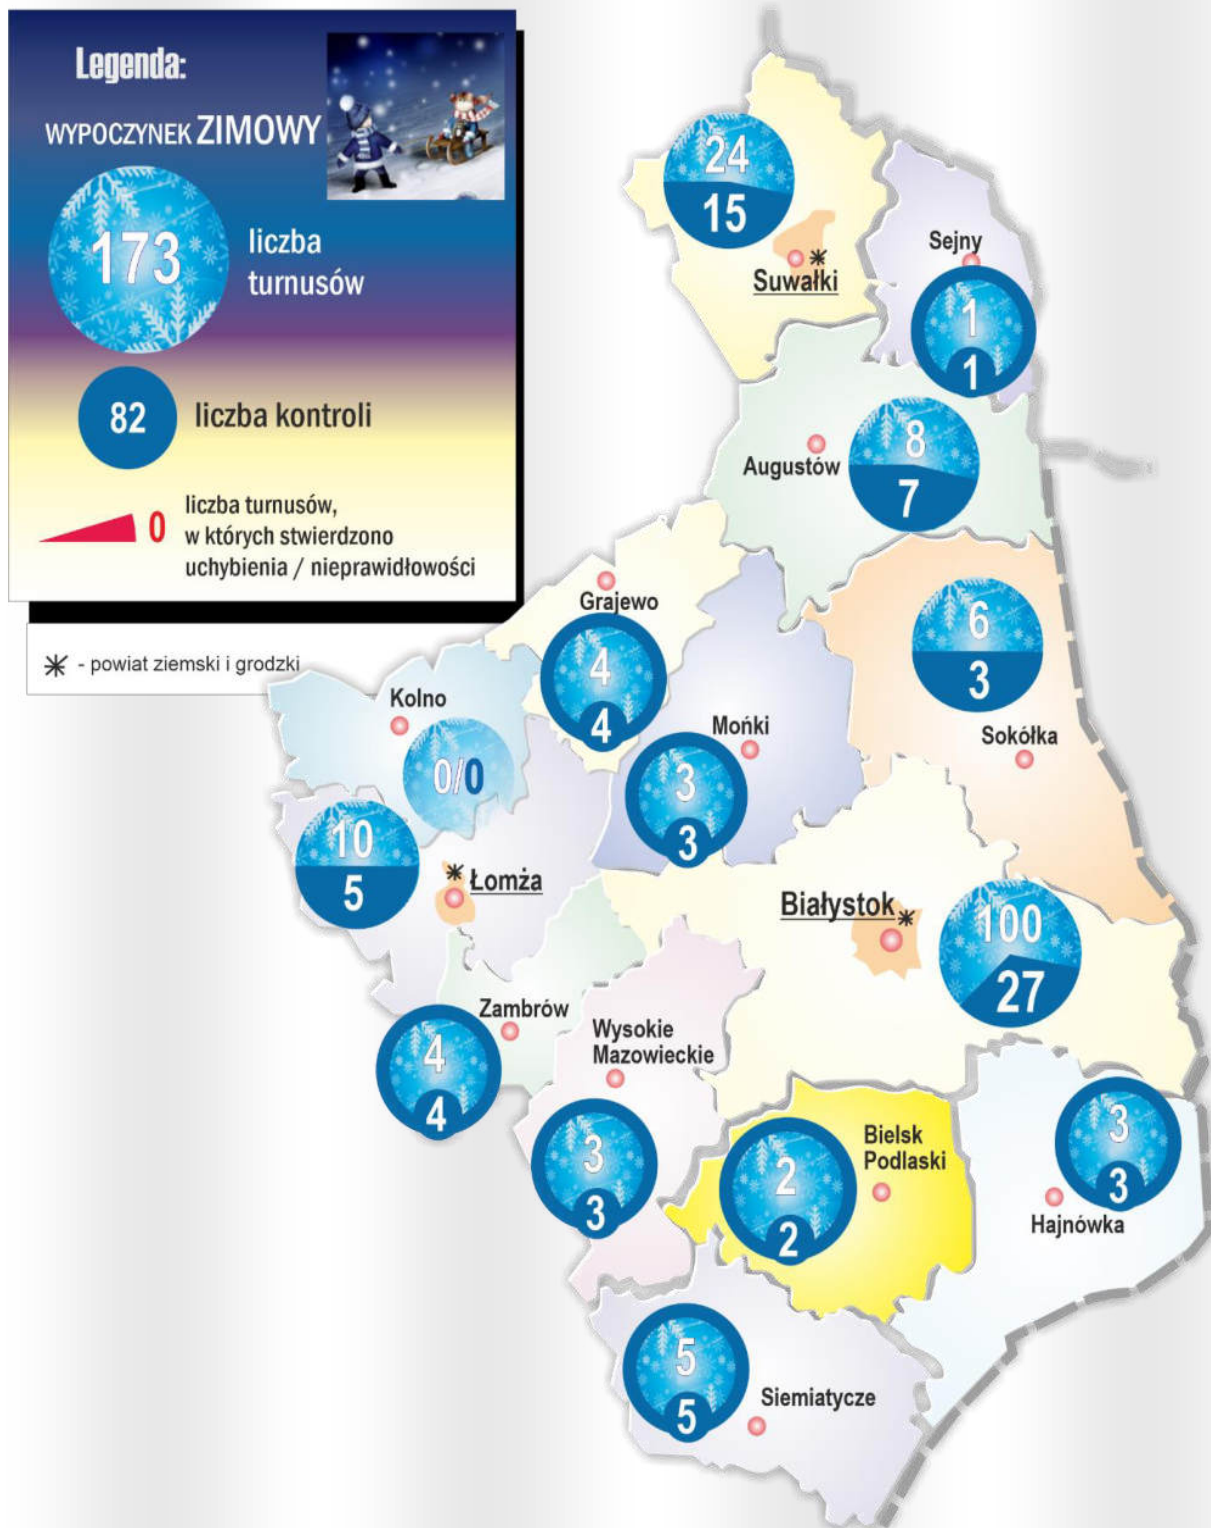 Legenda:
WYPOCZYNEK ZIMOWY
173
liczba
turnusów
82
liczba kontroli
0
liczba turnusów,
w których stwierdzono
uchybienia / nieprawidłowości
* - powiat ziemski i grodzki
24
15
Suwałki *
Sejny
1
1
Augustów
8
7
Grajewo
4
4
6
3
Sokółka
Kolno
0/0
Mońki
3
3
10
5
*
Łomża
Białystok *
100
27
Zambrów
4
4
Wysokie
Mazowieckie
3
3
Bielsk
Podlaski
2
2
3
3
Hajnówka
5
5
Siemiatycze